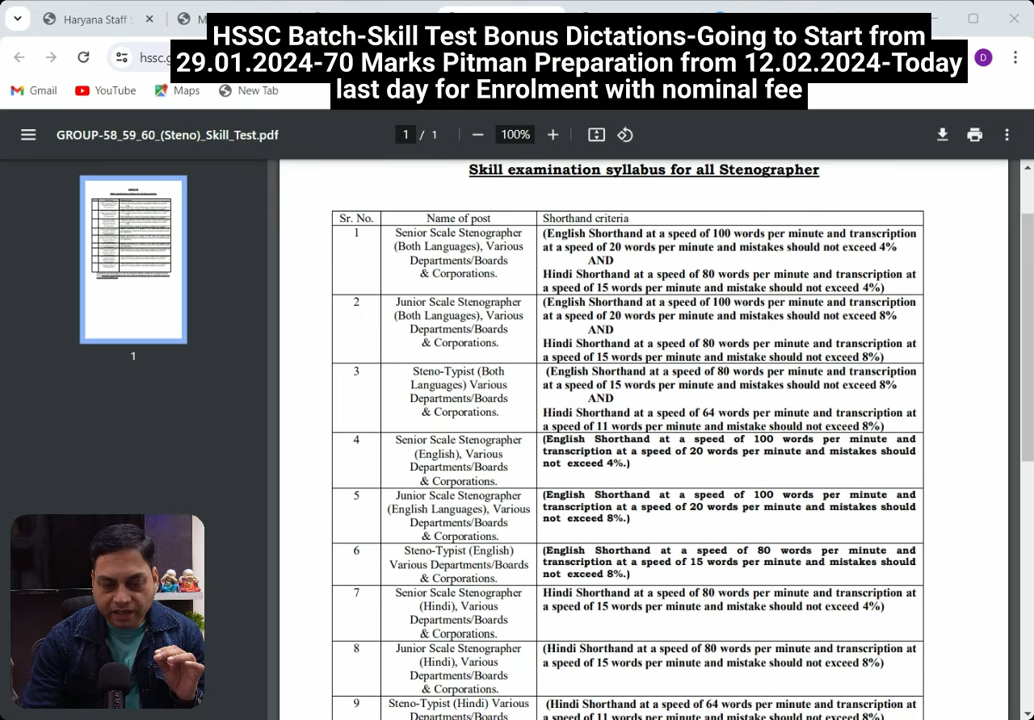 Haryana Staff
HSSC Batch-Skill Test Bonus Dictations-Going to Start from
29.01.2024-70 Marks Pitman Preparation from 12.02.2024-Today
last day for Enrolment with nominal fee
hssc.g
D
Gmail
YouTube
Maps
New Tab
GROUP-58_59_60_(Steno)_Skill_Test.pdf
1 / 1
100%
1
Skill examination syllabus for all Stenographer
Sr. No.
Name of post
Shorthand criteria
1
Senior Scale Stenographer
(Both Languages), Various
Departments/Boards
& Corporations.
(English Shorthand at a speed of 100 words per minute and transcription
at a speed of 20 words per minute and mistakes should not exceed 4%
AND
Hindi Shorthand at a speed of 80 words per minute and transcription at
a speed of 15 words per minute and mistake should not exceed 4%)
2
Junior Scale Stenographer
(Both Languages), Various
Departments/Boards
& Corporations.
(English Shorthand at a speed of 100 words per minute and transcription
at a speed of 20 words per minute and mistakes should not exceed 8%
AND
Hindi Shorthand at a speed of 80 words per minute and transcription at
a speed of 15 words per minute and mistake should not exceed 8%)
3
Steno-Typist (Both
Languages) Various
Departments/Boards
& Corporations.
(English Shorthand at a speed of 80 words per minute and transcription
at a speed of 15 words per minute and mistakes should not exceed 8%
AND
Hindi Shorthand at a speed of 64 words per minute and transcription at
a speed of 11 words per minute and mistake should not exceed 8%)
4
Senior Scale Stenographer
(English), Various
Departments/Boards
& Corporations.
(English Shorthand at a speed of 100 words per minute and
transcription at a speed of 20 words per minute and mistakes should
not exceed 4%.)
5
Junior Scale Stenographer
(English Languages), Various
Departments/Boards
& Corporations.
(English Shorthand at a speed of 100 words per minute and
transcription at a speed of 20 words per minute and mistakes should
not exceed 8%.)
6
Steno-Typist (English)
Various Departments/Boards
& Corporations.
(English Shorthand at a speed of 80 words per minute and
transcription at a speed of 15 words per minute and mistakes should
not exceed 8%.)
7
Senior Scale Stenographer
(Hindi), Various
Departments/Boards
& Corporations.
Hindi Shorthand at a speed of 80 words per minute and transcription at
a speed of 15 words per minute and mistake should not exceed 4%)
8
Junior Scale Stenographer
(Hindi), Various
Departments/Boards
& Corporations.
(Hindi Shorthand at a speed of 80 words per minute and transcription at
a speed of 15 words per minute and mistake should not exceed 8%)
9
Steno-Typist (Hindi) Various
Departments/Boards
(Hindi Shorthand at a speed of 64 words per minute and transcription at
a speed of 11 words per minute and mistake should not exceed 8%)